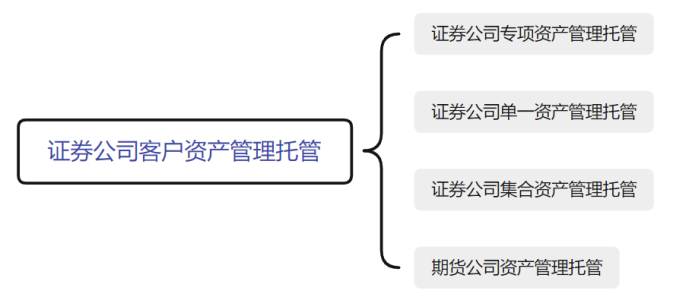 证券公司客户资产管理托管
证券公司专项资产管理托管
证券公司单一资产管理托管
证券公司集合资产管理托管
期货公司资产管理托管